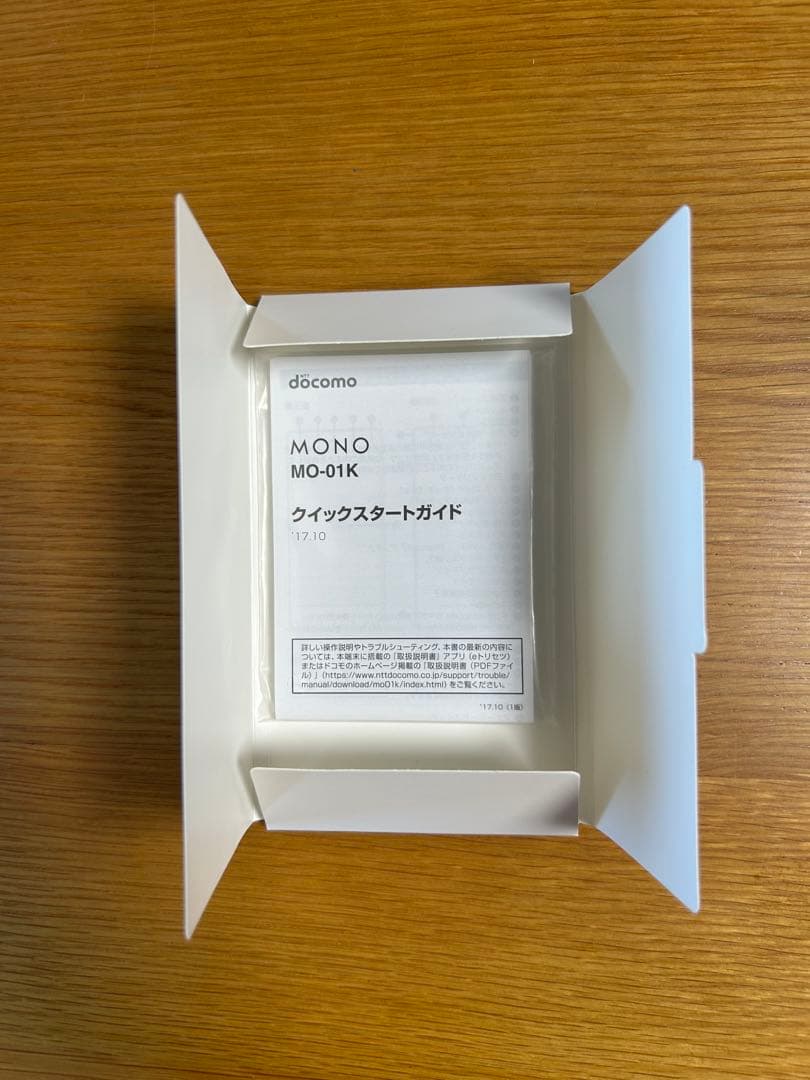 NTT
docomo
MONO
MO-01K
クイックスタートガイド
'17.10
詳しい操作説明やトラブルシューティング、本書の最新の内容に
ついては、本端末に搭載の「取扱説明書」アプリ（eトリセツ）
またはドコモのホームページ掲載の「取扱説明書（PDFファイ
ル）」（https://www.nttdocomo.co.jp/support/trouble/
manual/download/mo01k/index.html）をご覧ください。
'17.10（1版）